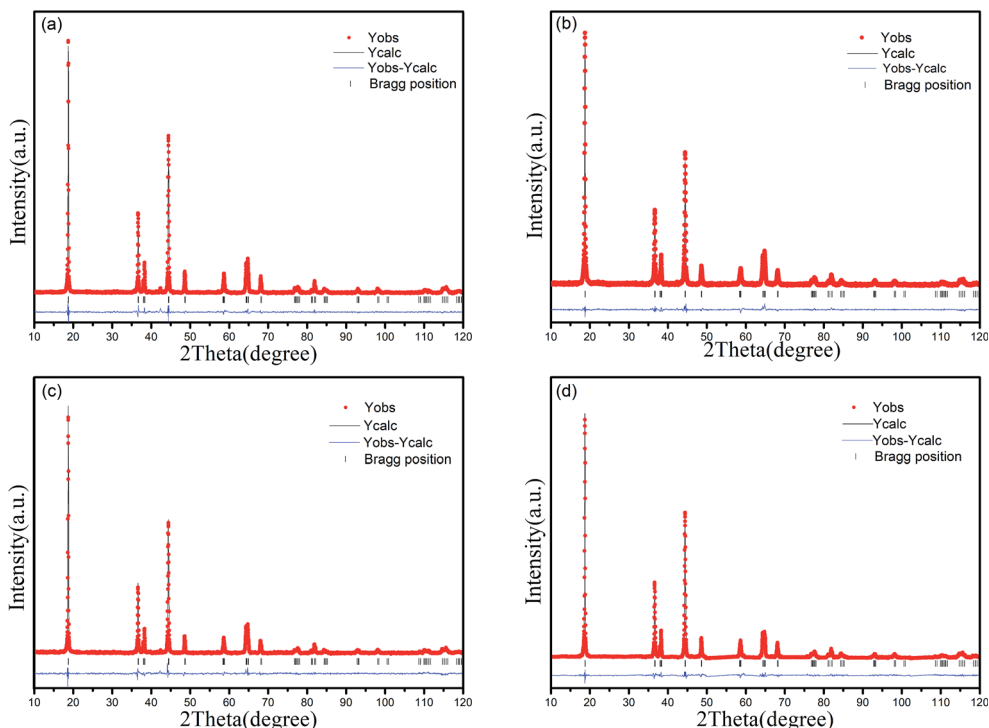 (a)
Yobs
Ycalc
Yobs-Ycalc
Bragg position
Intensity(a.u.)
10 20 30 40 50 60 70 80 90 100 110 120
2Theta(degree)
(b)
Yobs
Ycalc
Yobs-Ycalc
Bragg position
Intensity(a.u.)
10 20 30 40 50 60 70 80 90 100 110 120
2Theta(degree)
(c)
Yobs
Ycalc
Yobs-Ycalc
Bragg position
Intensity(a.u.)
10 20 30 40 50 60 70 80 90 100 110 120
2Theta(degree)
(d)
Yobs
Ycalc
Yobs-Ycalc
Bragg position
Intensity(a.u.)
10 20 30 40 50 60 70 80 90 100 110 120
2Theta(degree)